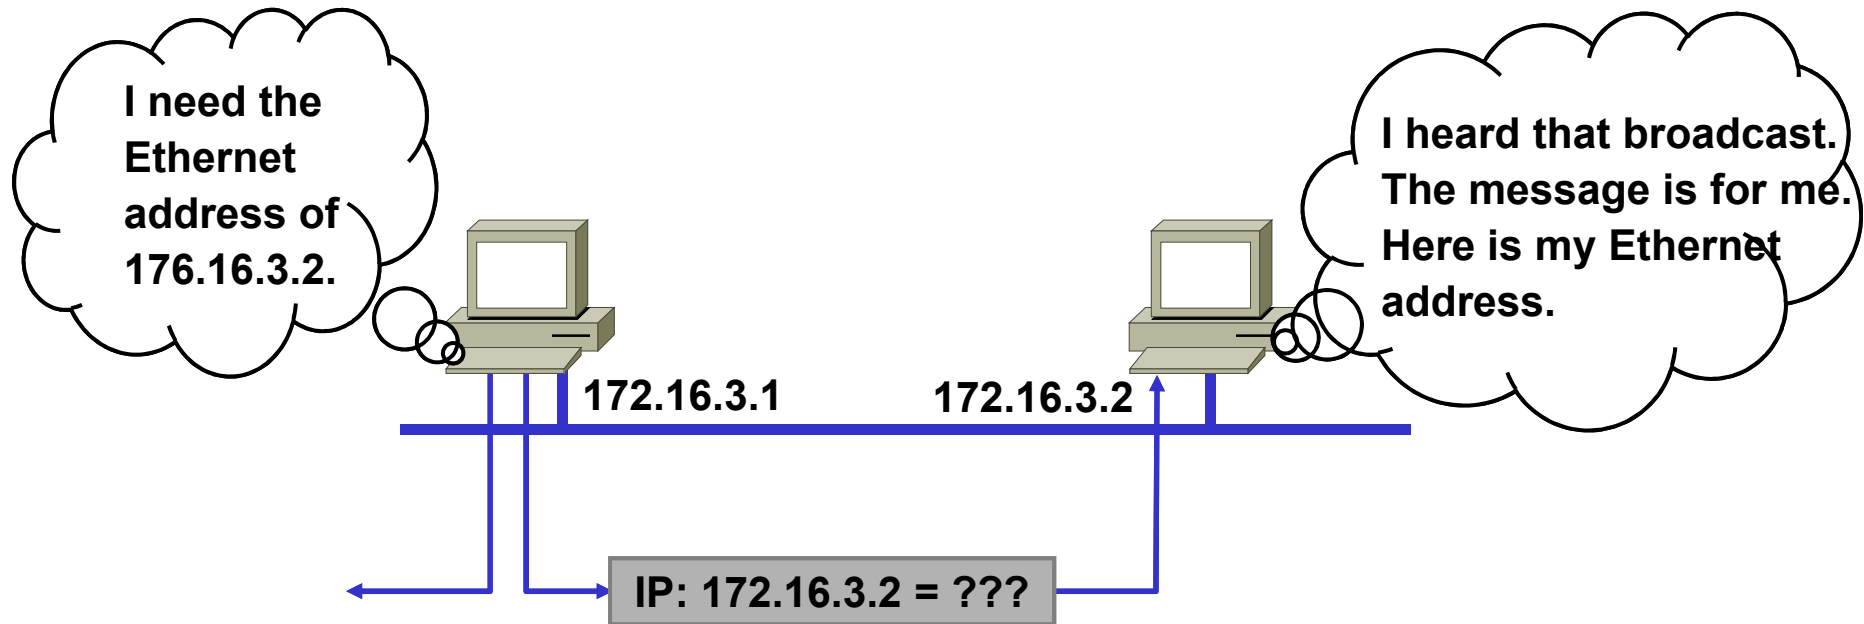 I need the
Ethernet
address of
176.16.3.2.
I heard that broadcast.
The message is for me.
Here is my Ethernet
address.
172.16.3.1
172.16.3.2
IP: 172.16.3.2 = ???